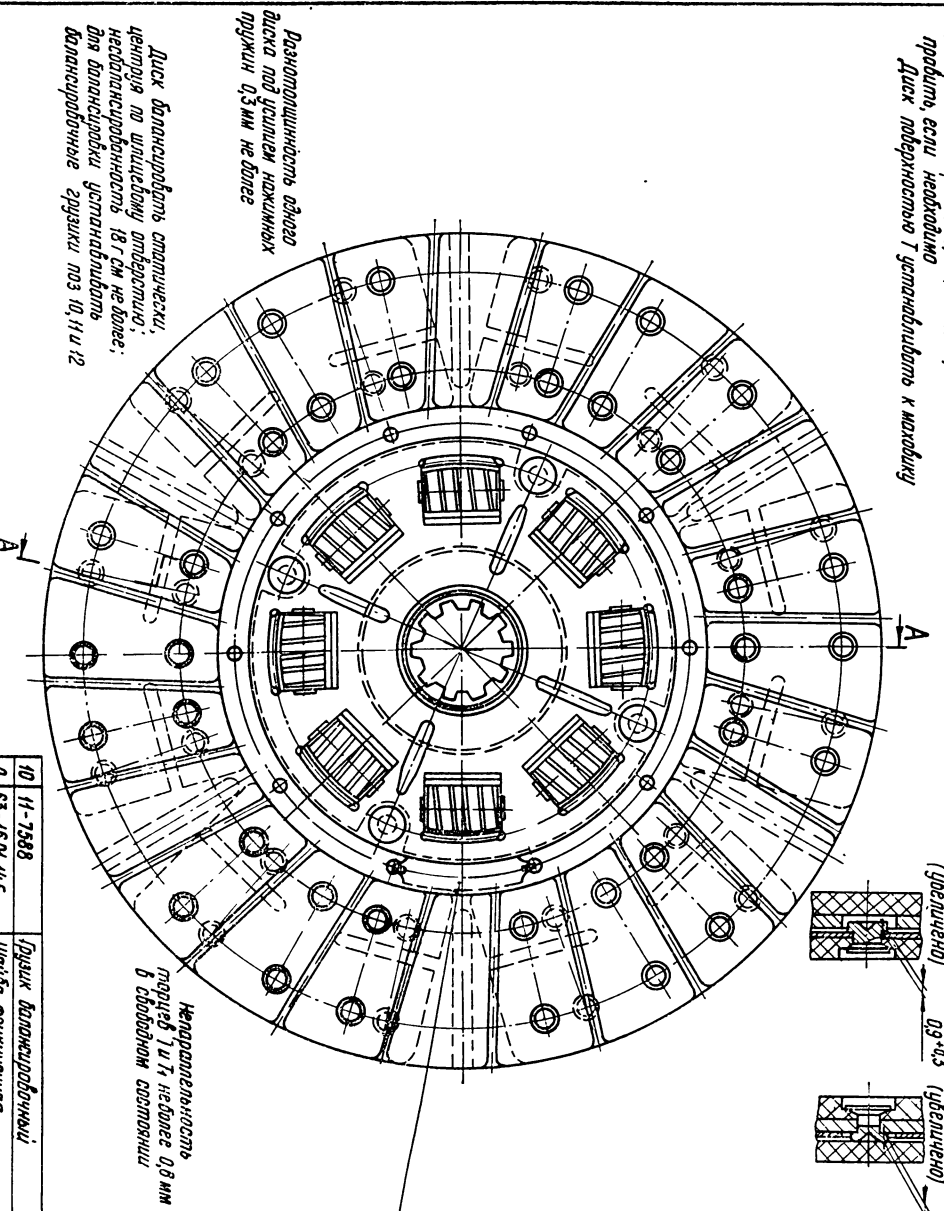 править, если необходимо
Диск поверхностью Т устанавливать к маховику
Разнотолщинность одного
диска под усилием нажимных
пружин 0,3 мм не более
Диск балансировать статически,
центруя по шлицевому отверстию;
несбалансированность 18 г см не более;
для балансировки устанавливать
балансировочные грузики поз 10, 11 и 12
А
А
(увеличено)
0,9+0,3
(увеличено)
Непараллельность
торцев Т и Т₁ не более 0,8 мм
в свободном состоянии
10 11-7588 Грузик балансировочный